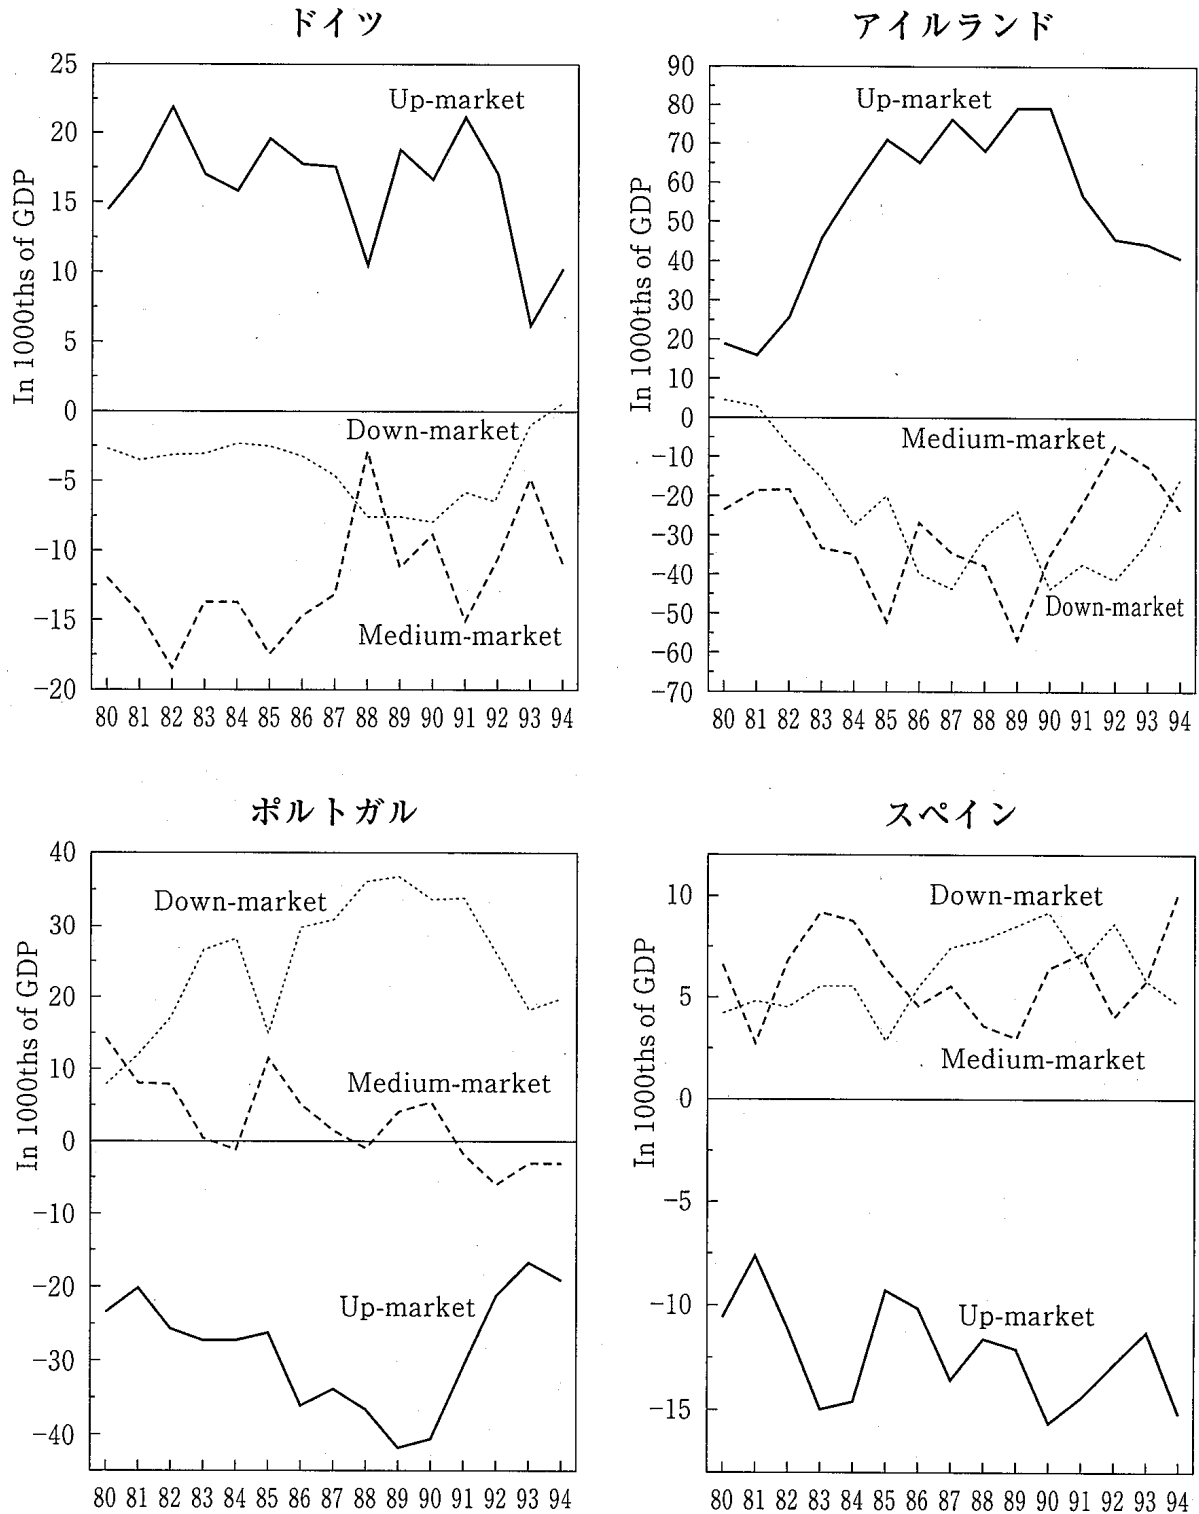 ドイツ
In 1000ths of GDP
25
20
15
10
5
0
−5
−10
−15
−20
Up-market
Down-market
Medium-market
80 81 82 83 84 85 86 87 88 89 90 91 92 93 94
アイルランド
In 1000ths of GDP
90
80
70
60
50
40
30
20
10
0
−10
−20
−30
−40
−50
−60
−70
Up-market
Medium-market
Down-market
80 81 82 83 84 85 86 87 88 89 90 91 92 93 94
ポルトガル
In 1000ths of GDP
40
30
20
10
0
−10
−20
−30
−40
Down-market
Medium-market
Up-market
80 81 82 83 84 85 86 87 88 89 90 91 92 93 94
スペイン
In 1000ths of GDP
10
5
0
−5
−10
−15
Down-market
Medium-market
Up-market
80 81 82 83 84 85 86 87 88 89 90 91 92 93 94